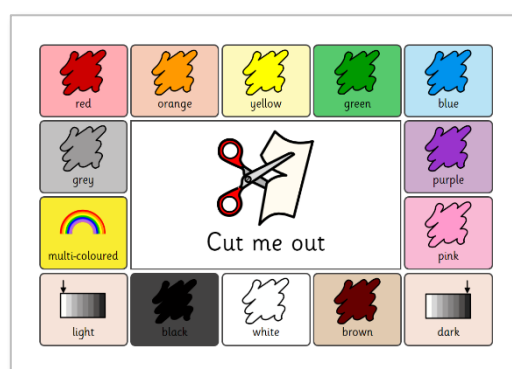 red orange yellow green blue
grey purple
Cut me out
multi-coloured pink
light black white brown dark